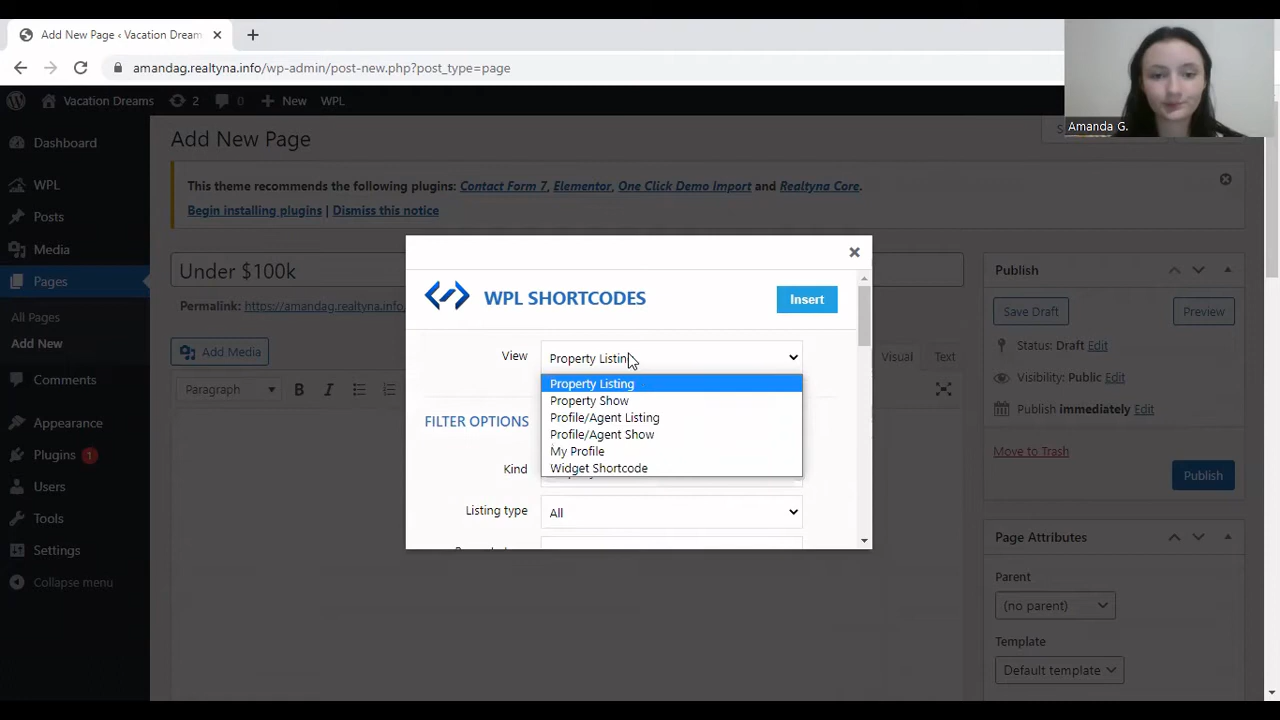 Add New Page < Vacation Dream
amandag.realtyna.info/wp-admin/post-new.php?post_type=page
Amanda G.
Vacation Dreams 2 0 New WPL
Dashboard
WPL
Posts
Media
Pages
All Pages
Add New
Comments
Appearance
Plugins 1
Users
Tools
Settings
Collapse menu
Add New Page
This theme recommends the following plugins: Contact Form 7, Elementor, One Click Demo Import and Realtyna Core.
Begin installing plugins | Dismiss this notice
Under $100k
Permalink: https://amandag.realtyna.info
Add Media
Visual Text
Paragraph B I
WPL SHORTCODES
Insert
View
Property Listing
Property Listing
Property Show
Profile/Agent Listing
Profile/Agent Show
My Profile
Widget Shortcode
FILTER OPTIONS
Kind
Listing type
All
Publish
Save Draft
Preview
Status: Draft Edit
Visibility: Public Edit
Publish immediately Edit
Move to Trash
Publish
Page Attributes
Parent
(no parent)
Template
Default template